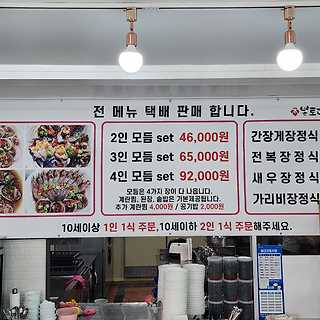 전 메뉴 택배 판매 합니다.
2인 모듬 set 46,000원
3인 모듬 set 65,000원
4인 모듬 set 92,000원
모듬은 4가지 장이 다 나옵니다.
계란찜, 된장, 솥밥은 기본제공됩니다.
추가 계란찜 4,000원 / 공기밥 2,000원
간장게장정식
전복장정식
새우장정식
가리비장정식
10세이상 1인 1식 주문,10세이하 2인 1식 주문해주세요.